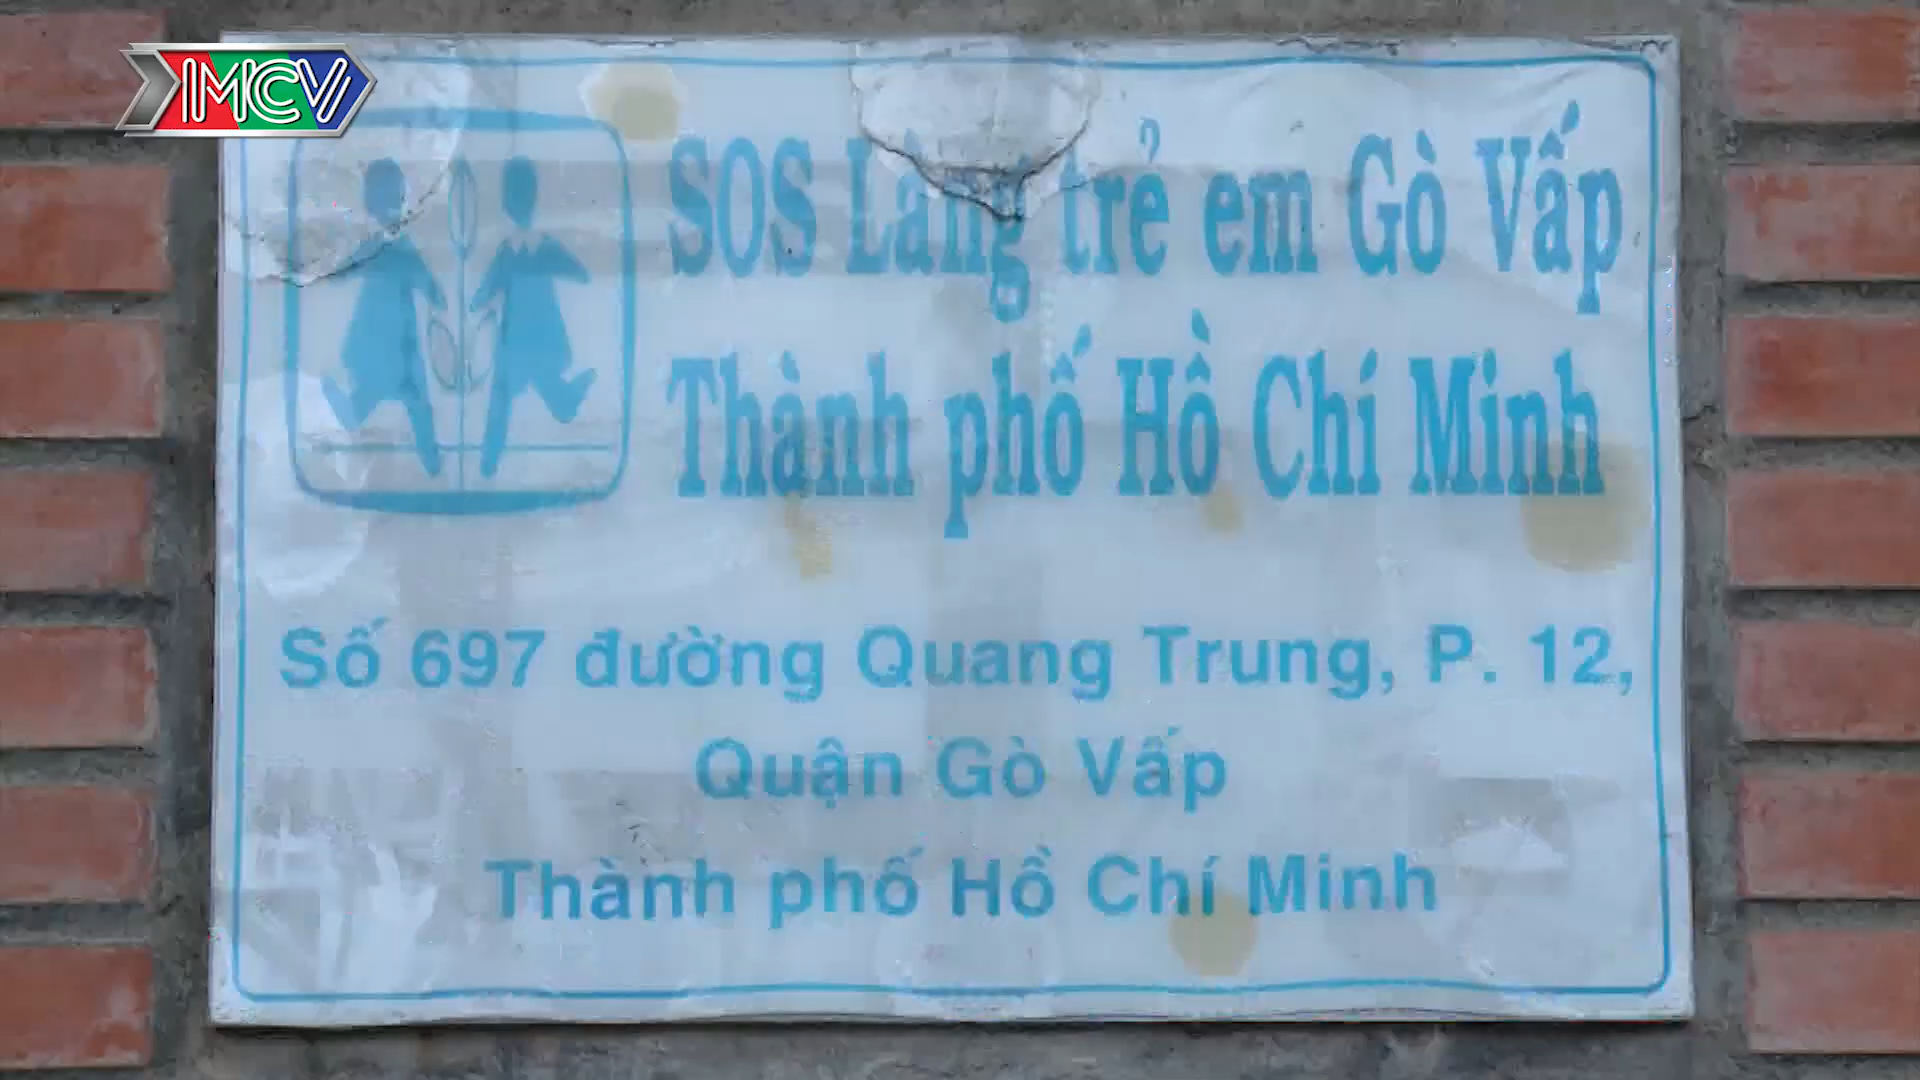 MCV
SOS Làng trẻ em Gò Vấp
Thành phố Hồ Chí Minh
Số 697 đường Quang Trung, P. 12,
Quận Gò Vấp
Thành phố Hồ Chí Minh